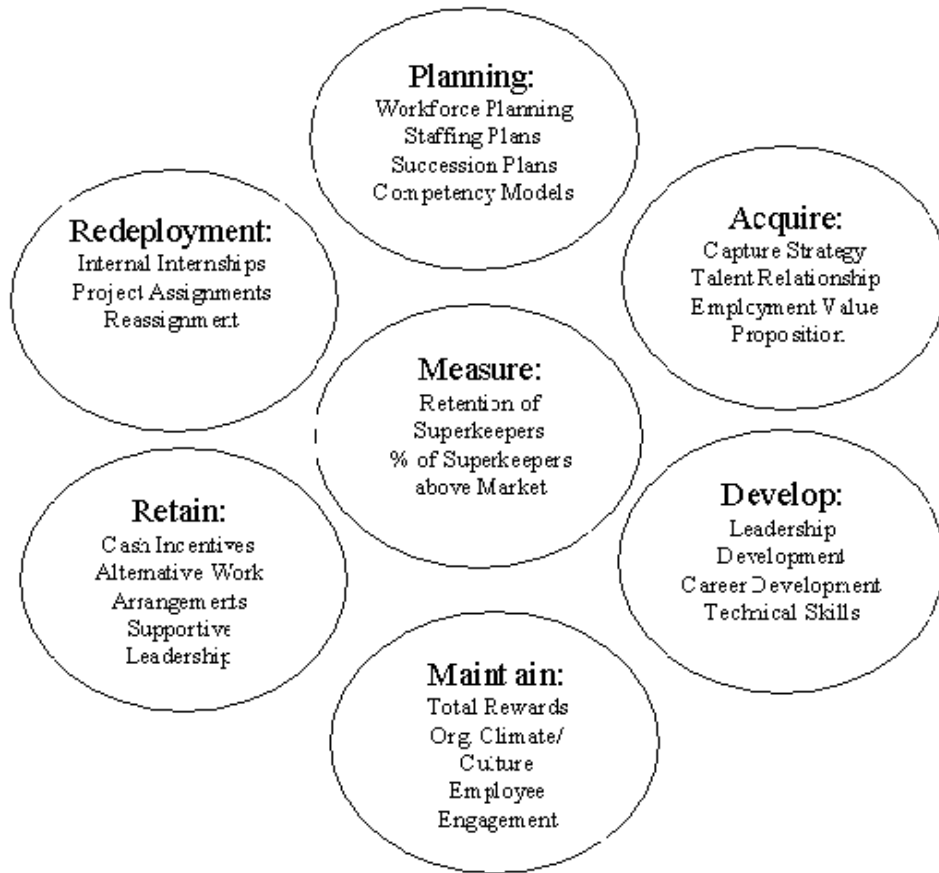 Planning:
Workforce Planning
Staffing Plans
Succession Plans
Competency Models
Acquire:
Capture Strategy
Talent Relationship
Employment Value
Proposition
Develop:
Leadership
Development
Career Development
Technical Skills
Maintain:
Total Rewards
Org. Climate/
Culture
Employee
Engagement
Retain:
Cash Incentives
Alternative Work
Arrangements
Supportive
Leadership
Redeployment:
Internal Internships
Project Assignments
Reassignment
Measure:
Retention of
Superkeepers
% of Superkeepers
above Market